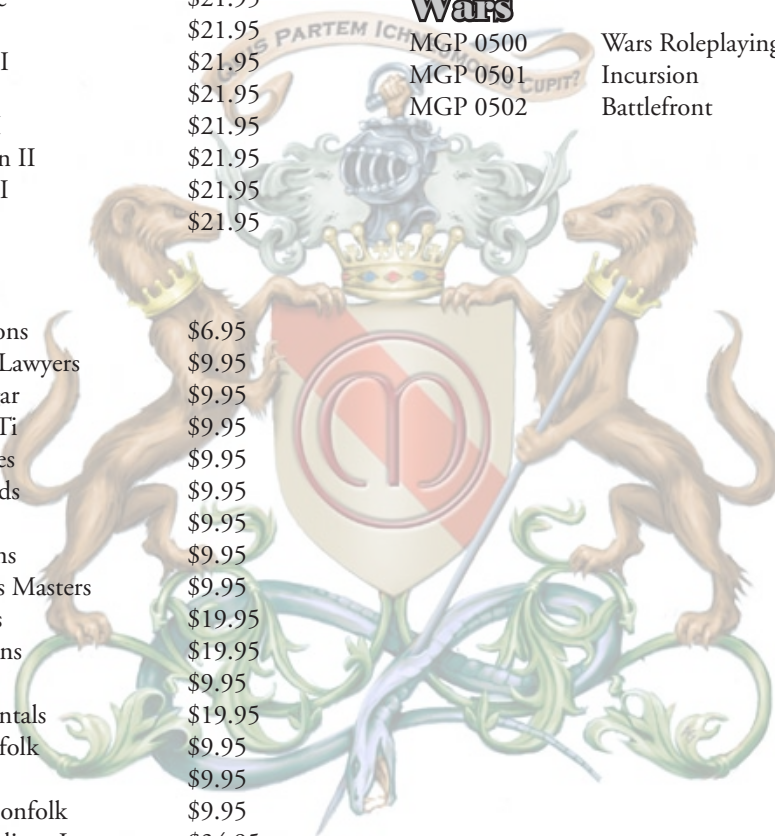 $21.95
$21.95
I $21.95
$21.95
$21.95
n II $21.95
I $21.95
$21.95
ons $6.95
Lawyers $9.95
ar $9.95
Ti $9.95
es $9.95
ds $9.95
$9.95
ns $9.95
s Masters $9.95
s $19.95
ns $19.95
$9.95
ntals $19.95
folk $9.95
$9.95
onfolk $9.95
Wars
MGP 0500 Wars Roleplaying
MGP 0501 Incursion
MGP 0502 Battlefront
PARTEM
CUPIT?
m